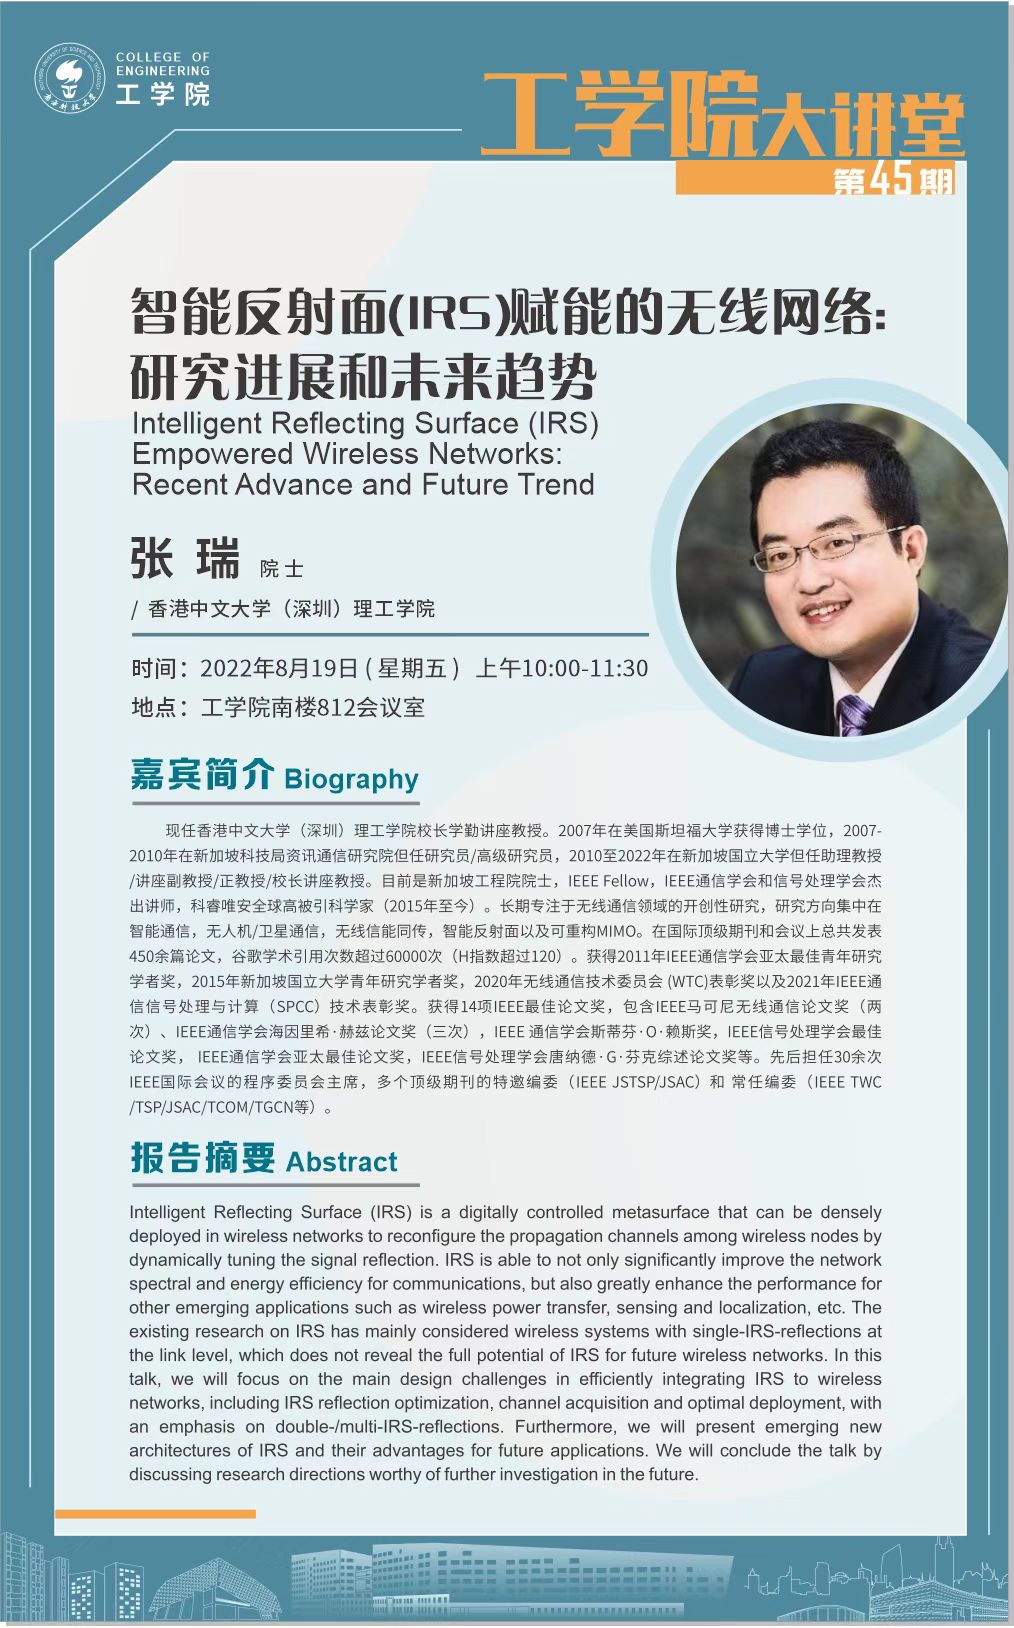 COLLEGE OF
ENGINEERING
工学院
SOUTHERN UNIVERSITY OF SCIENCE AND TECHNOLOGY
南方科技大学
工学院大讲堂
第45期
智能反射面(IRS)赋能的无线网络:
研究进展和未来趋势
Intelligent Reflecting Surface (IRS)
Empowered Wireless Networks:
Recent Advance and Future Trend
张 瑞 院士
/ 香港中文大学（深圳）理工学院
时间：2022年8月19日 ( 星期五 ） 上午10:00-11:30
地点：工学院南楼812会议室
嘉宾简介 Biography
现任香港中文大学（深圳）理工学院校长学勤讲座教授。2007年在美国斯坦福大学获得博士学位，2007-
2010年在新加坡科技局资讯通信研究院但任研究员/高级研究员，2010至2022年在新加坡国立大学但任助理教授
/讲座副教授/正教授/校长讲座教授。目前是新加坡工程院院士，IEEE Fellow，IEEE通信学会和信号处理学会杰
出讲师，科睿唯安全球高被引科学家（2015年至今）。长期专注于无线通信领域的开创性研究，研究方向集中在
智能通信，无人机/卫星通信，无线信能同传，智能反射面以及可重构MIMO。在国际顶级期刊和会议上总共发表
450余篇论文，谷歌学术引用次数超过60000次（H指数超过120）。获得2011年IEEE通信学会亚太最佳青年研究
学者奖，2015年新加坡国立大学青年研究学者奖，2020年无线通信技术委员会 (WTC)表彰奖以及2021年IEEE通
信信号处理与计算（SPCC）技术表彰奖。获得14项IEEE最佳论文奖，包含IEEE马可尼无线通信论文奖（两
次）、IEEE通信学会海因里希·赫兹论文奖（三次），IEEE 通信学会斯蒂芬·O·赖斯奖，IEEE信号处理学会最佳
论文奖， IEEE通信学会亚太最佳论文奖，IEEE信号处理学会唐纳德·G·芬克综述论文奖等。先后担任30余次
IEEE国际会议的程序委员会主席，多个顶级期刊的特邀编委（IEEE JSTSP/JSAC）和 常任编委（IEEE TWC
/TSP/JSAC/TCOM/TGCN等）。
报告摘要 Abstract
Intelligent Reflecting Surface (IRS) is a digitally controlled metasurface that can be densely
deployed in wireless networks to reconfigure the propagation channels among wireless nodes by
dynamically tuning the signal reflection. IRS is able to not only significantly improve the network
spectral and energy efficiency for communications, but also greatly enhance the performance for
other emerging applications such as wireless power transfer, sensing and localization, etc. The
existing research on IRS has mainly considered wireless systems with single-IRS-reflections at
the link level, which does not reveal the full potential of IRS for future wireless networks. In this
talk, we will focus on the main design challenges in efficiently integrating IRS to wireless
networks, including IRS reflection optimization, channel acquisition and optimal deployment, with
an emphasis on double-/multi-IRS-reflections. Furthermore, we will present emerging new
architectures of IRS and their advantages for future applications. We will conclude the talk by
discussing research directions worthy of further investigation in the future.